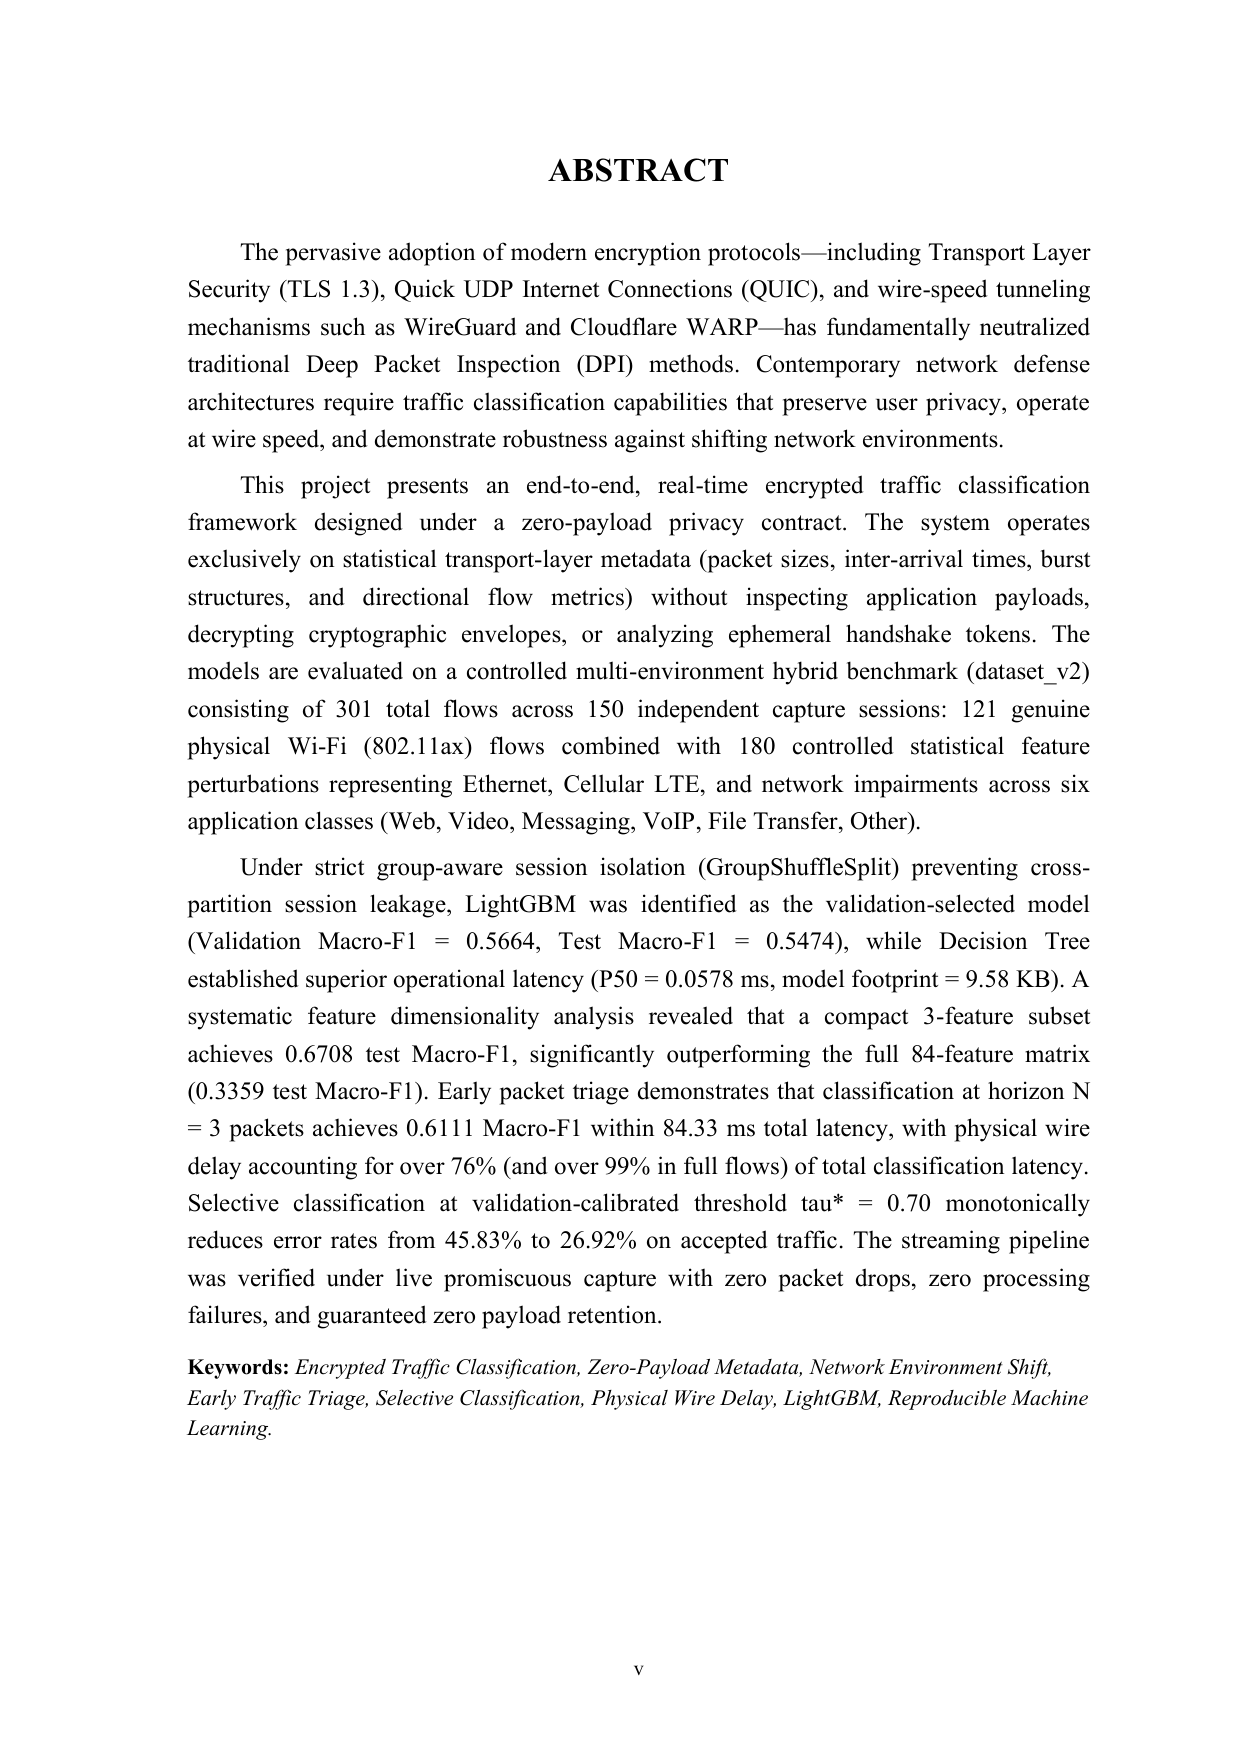 ABSTRACT
The pervasive adoption of modern encryption protocols—including Transport Layer
Security (TLS 1.3), Quick UDP Internet Connections (QUIC), and wire-speed tunneling
mechanisms such as WireGuard and Cloudflare WARP—has fundamentally neutralized
traditional Deep Packet Inspection (DPI) methods. Contemporary network defense
architectures require traffic classification capabilities that preserve user privacy, operate
at wire speed, and demonstrate robustness against shifting network environments.
This project presents an end-to-end, real-time encrypted traffic classification
framework designed under a zero-payload privacy contract. The system operates
exclusively on statistical transport-layer metadata (packet sizes, inter-arrival times, burst
structures, and directional flow metrics) without inspecting application payloads,
decrypting cryptographic envelopes, or analyzing ephemeral handshake tokens. The
models are evaluated on a controlled multi-environment hybrid benchmark (dataset_v2)
consisting of 301 total flows across 150 independent capture sessions: 121 genuine
physical Wi-Fi (802.11ax) flows combined with 180 controlled statistical feature
perturbations representing Ethernet, Cellular LTE, and network impairments across six
application classes (Web, Video, Messaging, VoIP, File Transfer, Other).
Under strict group-aware session isolation (GroupShuffleSplit) preventing cross-
partition session leakage, LightGBM was identified as the validation-selected model
(Validation Macro-F1 = 0.5664, Test Macro-F1 = 0.5474), while Decision Tree
established superior operational latency (P50 = 0.0578 ms, model footprint = 9.58 KB). A
systematic feature dimensionality analysis revealed that a compact 3-feature subset
achieves 0.6708 test Macro-F1, significantly outperforming the full 84-feature matrix
(0.3359 test Macro-F1). Early packet triage demonstrates that classification at horizon N
= 3 packets achieves 0.6111 Macro-F1 within 84.33 ms total latency, with physical wire
delay accounting for over 76% (and over 99% in full flows) of total classification latency.
Selective classification at validation-calibrated threshold tau* = 0.70 monotonically
reduces error rates from 45.83% to 26.92% on accepted traffic. The streaming pipeline
was verified under live promiscuous capture with zero packet drops, zero processing
failures, and guaranteed zero payload retention.
Keywords: Encrypted Traffic Classification, Zero-Payload Metadata, Network Environment Shift,
Early Traffic Triage, Selective Classification, Physical Wire Delay, LightGBM, Reproducible Machine
Learning.
v